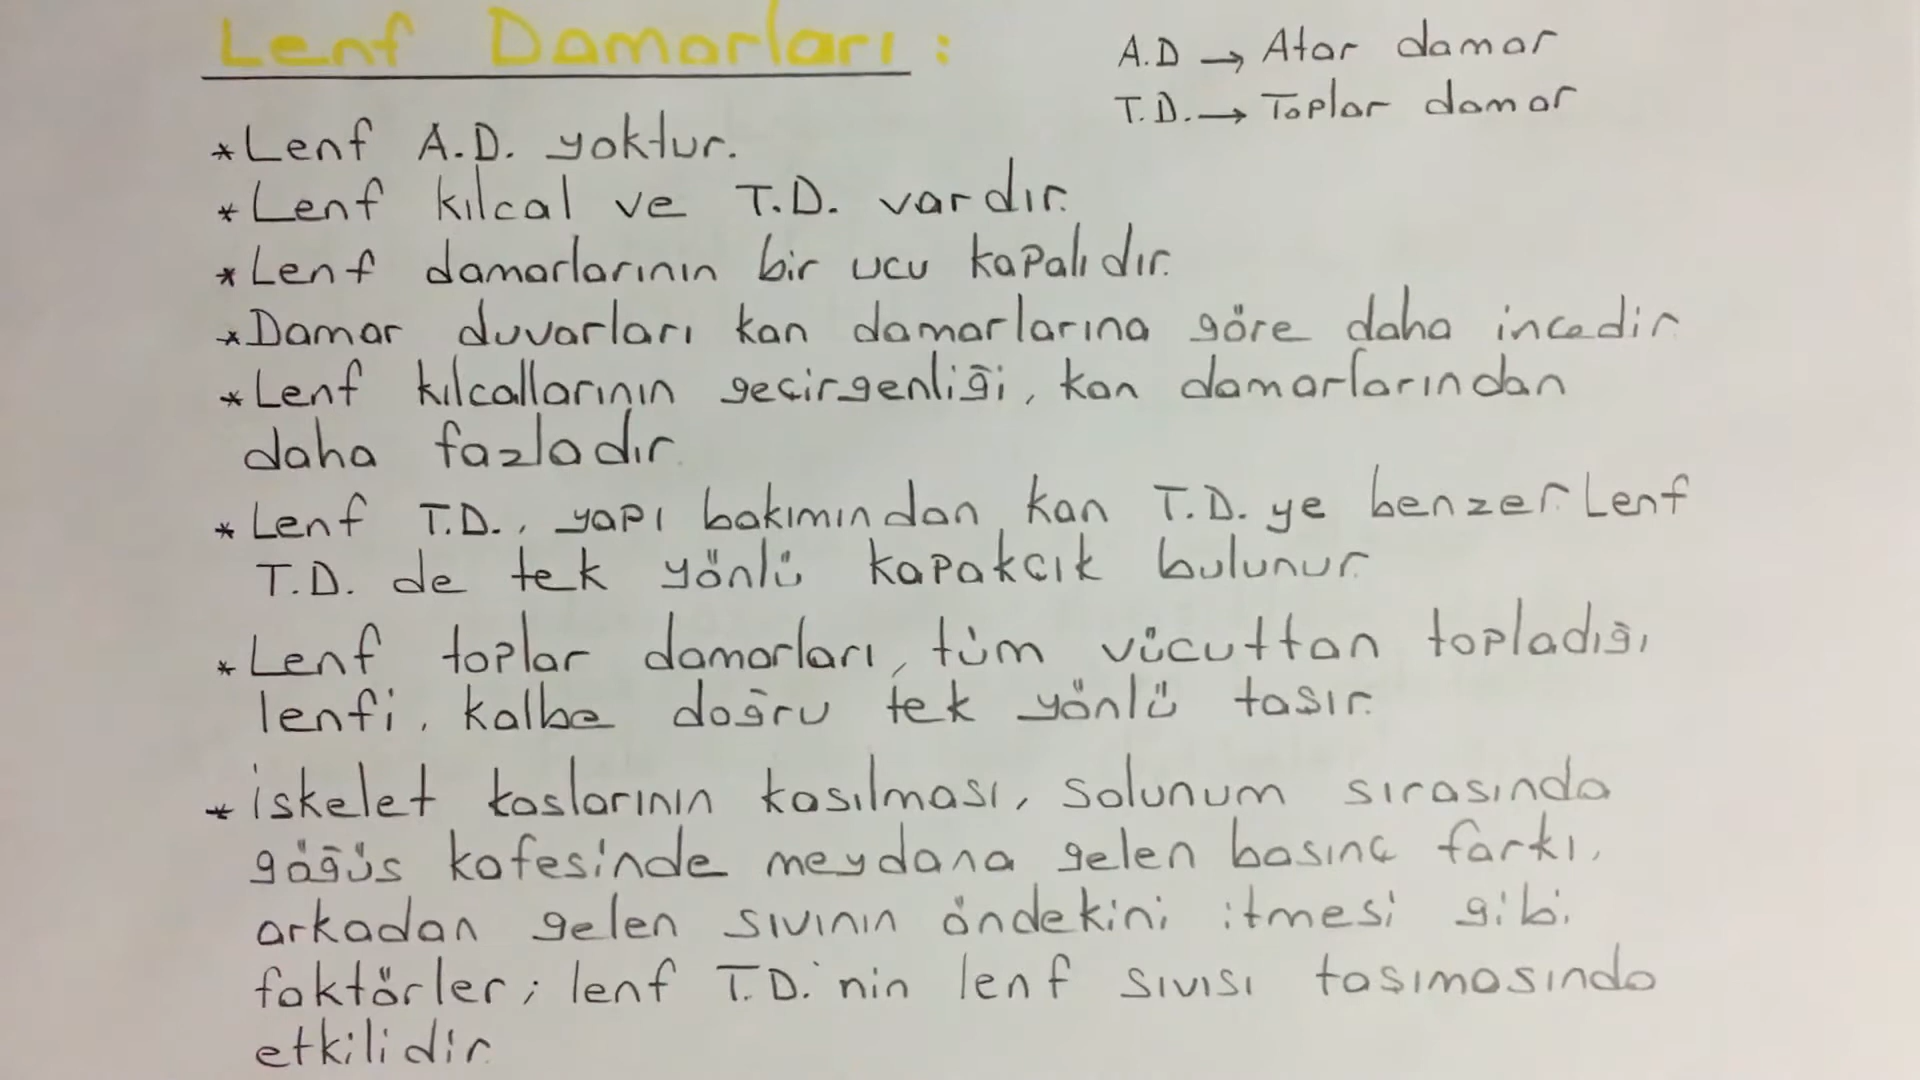 Lenf Damarları:
A.D → Atar damar
T.D. → Toplar damar
* Lenf A.D. yoktur.
* Lenf kılcal ve T.D. vardır.
* Lenf damarlarının bir ucu kapalıdır.
* Damar duvarları kan damarlarına göre daha incedir
* Lenf kılcallarının geçirgenliği, kan damarlarından
daha fazladır.
* Lenf T.D., yapı bakımından kan T.D. ye benzer. Lenf
T.D. de tek yönlü kapakçık bulunur.
* Lenf toplar damarları, tüm vücuttan topladığı
lenfi, kalbe doğru tek yönlü taşır.
* İskelet kaslarının kasılması, solunum sırasında
göğüs kafesinde meydana gelen basınç farkı,
arkadan gelen sıvının öndekini itmesi gibi
faktörler; lenf T.D.'nin lenf sıvısı taşımasında
etkilidir.